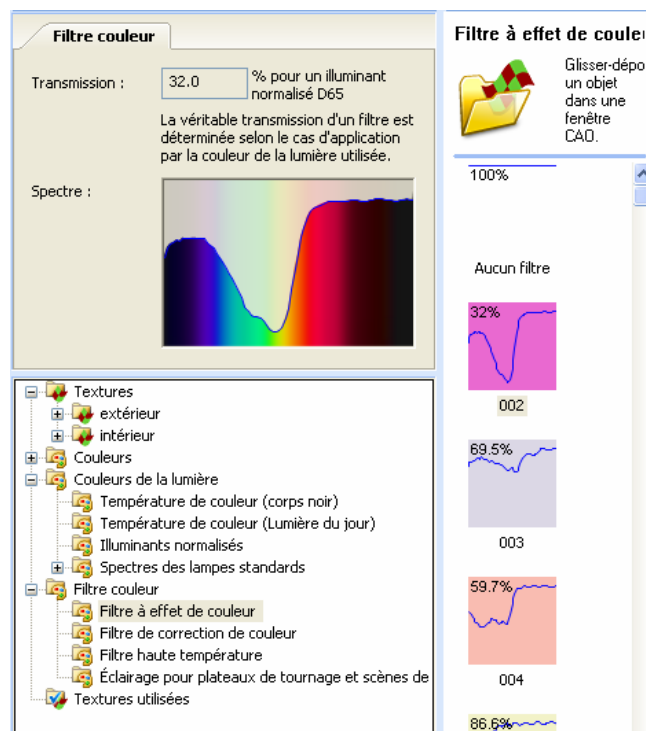 Filtre couleur
Transmission :
32.0
% pour un illuminant
normalisé D65
La véritable transmission d'un filtre est
déterminée selon le cas d'application
par la couleur de la lumière utilisée.
Spectre :
Textures
extérieur
intérieur
Couleurs
Couleurs de la lumière
Température de couleur (corps noir)
Température de couleur (Lumière du jour)
Illuminants normalisés
Spectres des lampes standards
Filtre couleur
Filtre à effet de couleur
Filtre de correction de couleur
Filtre haute température
Éclairage pour plateaux de tournage et scènes de
Textures utilisées
Filtre à effet de coule
Glisser-dépo
un objet
dans une
fenêtre
CAO.
100%
Aucun filtre
32%
002
69.5%
003
59.7%
004
86.6%